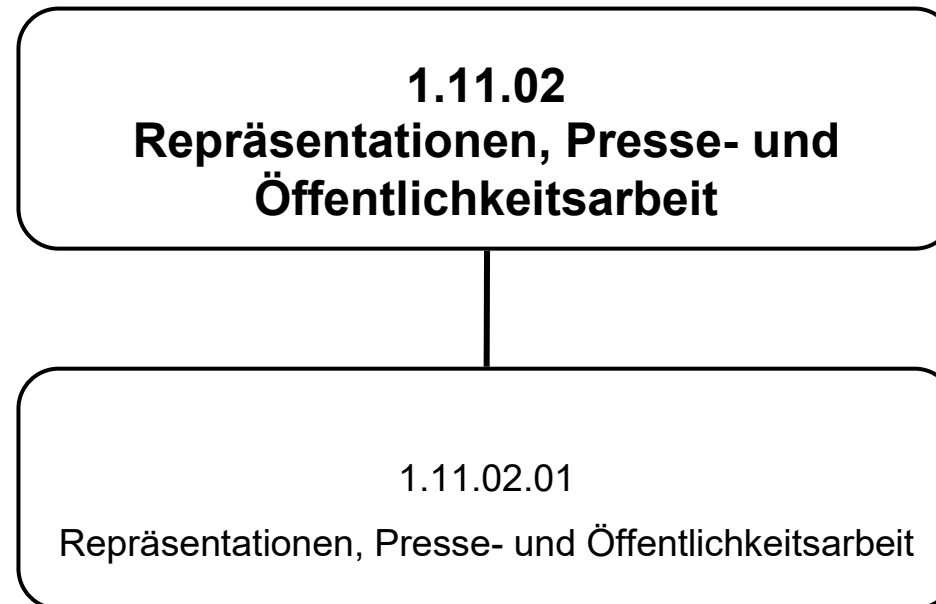 1.11.02
Repräsentationen, Presse- und
Öffentlichkeitsarbeit
1.11.02.01
Repräsentationen, Presse- und Öffentlichkeitsarbeit